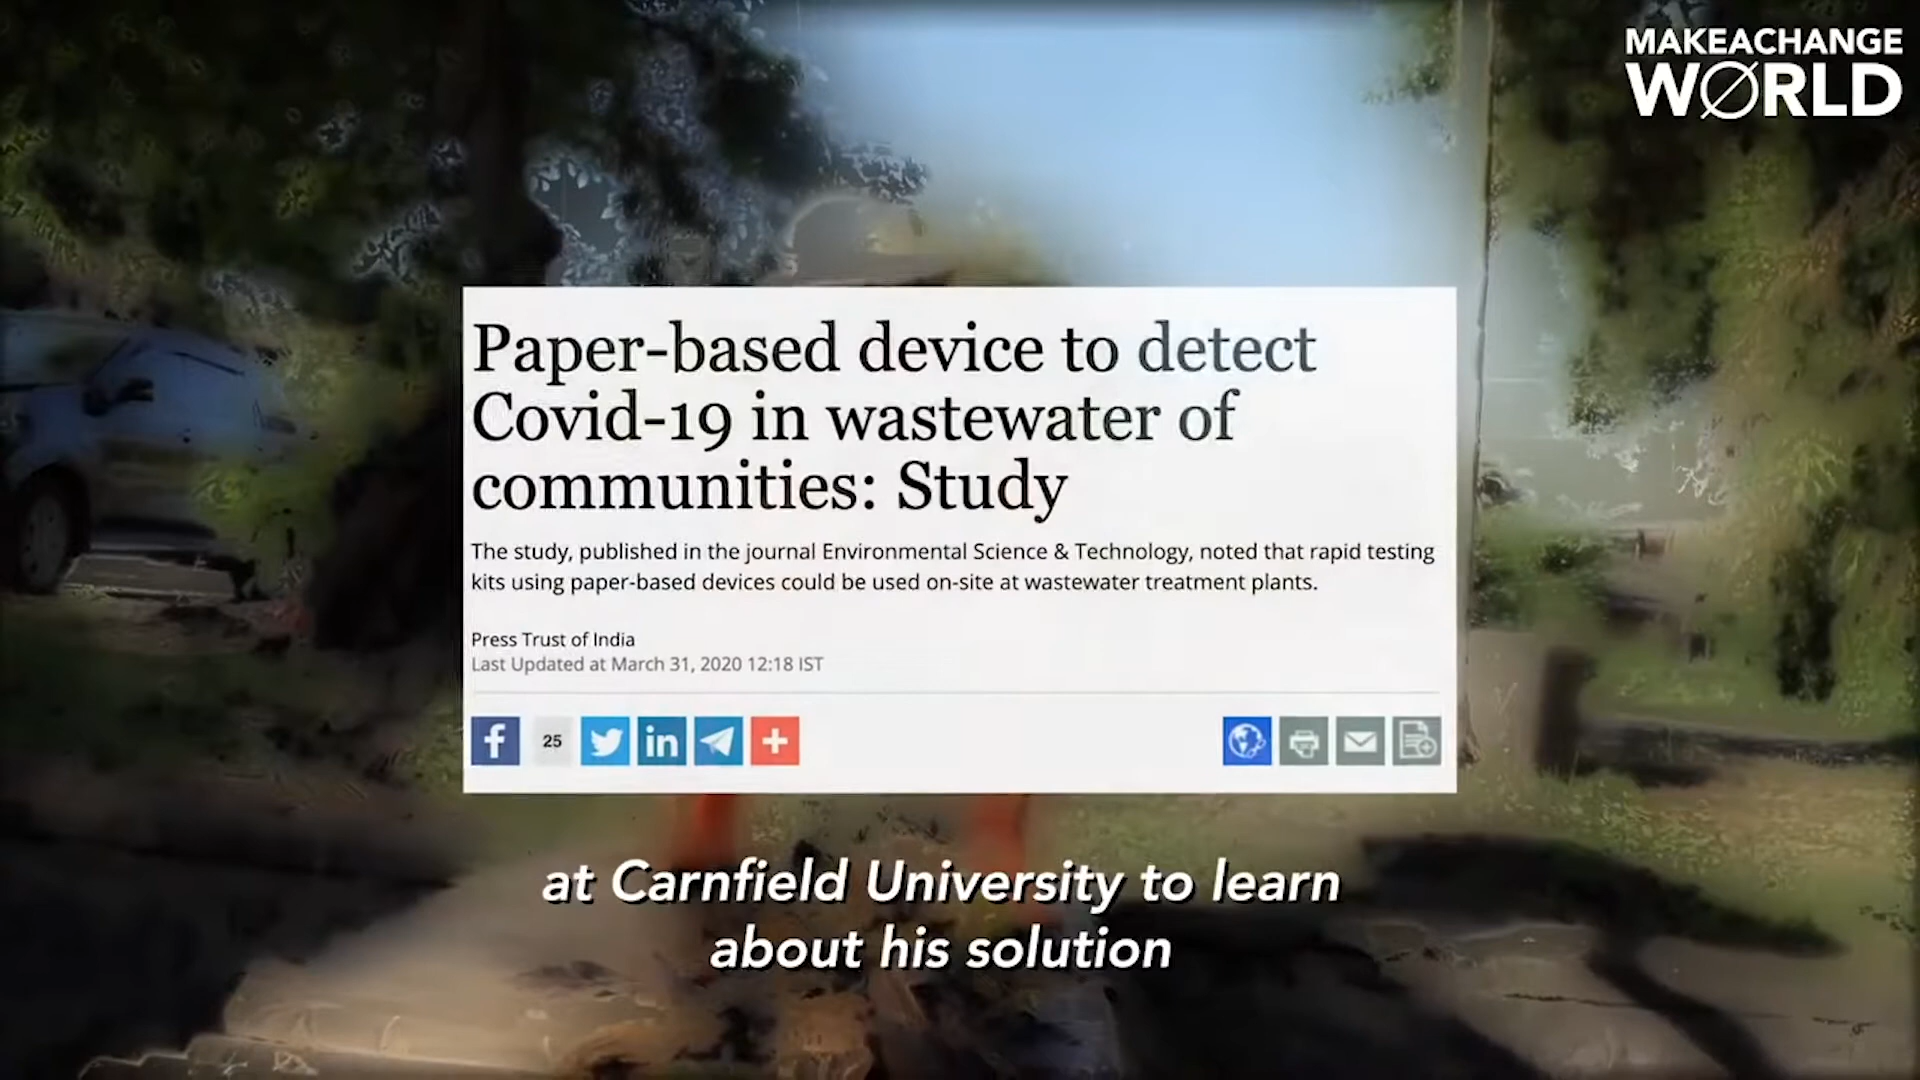 MAKEACHANGE
WØRLD
Paper-based device to detect
Covid-19 in wastewater of
communities: Study
The study, published in the journal Environmental Science & Technology, noted that rapid testing
kits using paper-based devices could be used on-site at wastewater treatment plants.
Press Trust of India
Last Updated at March 31, 2020 12:18 IST
25
at Carnfield University to learn
about his solution